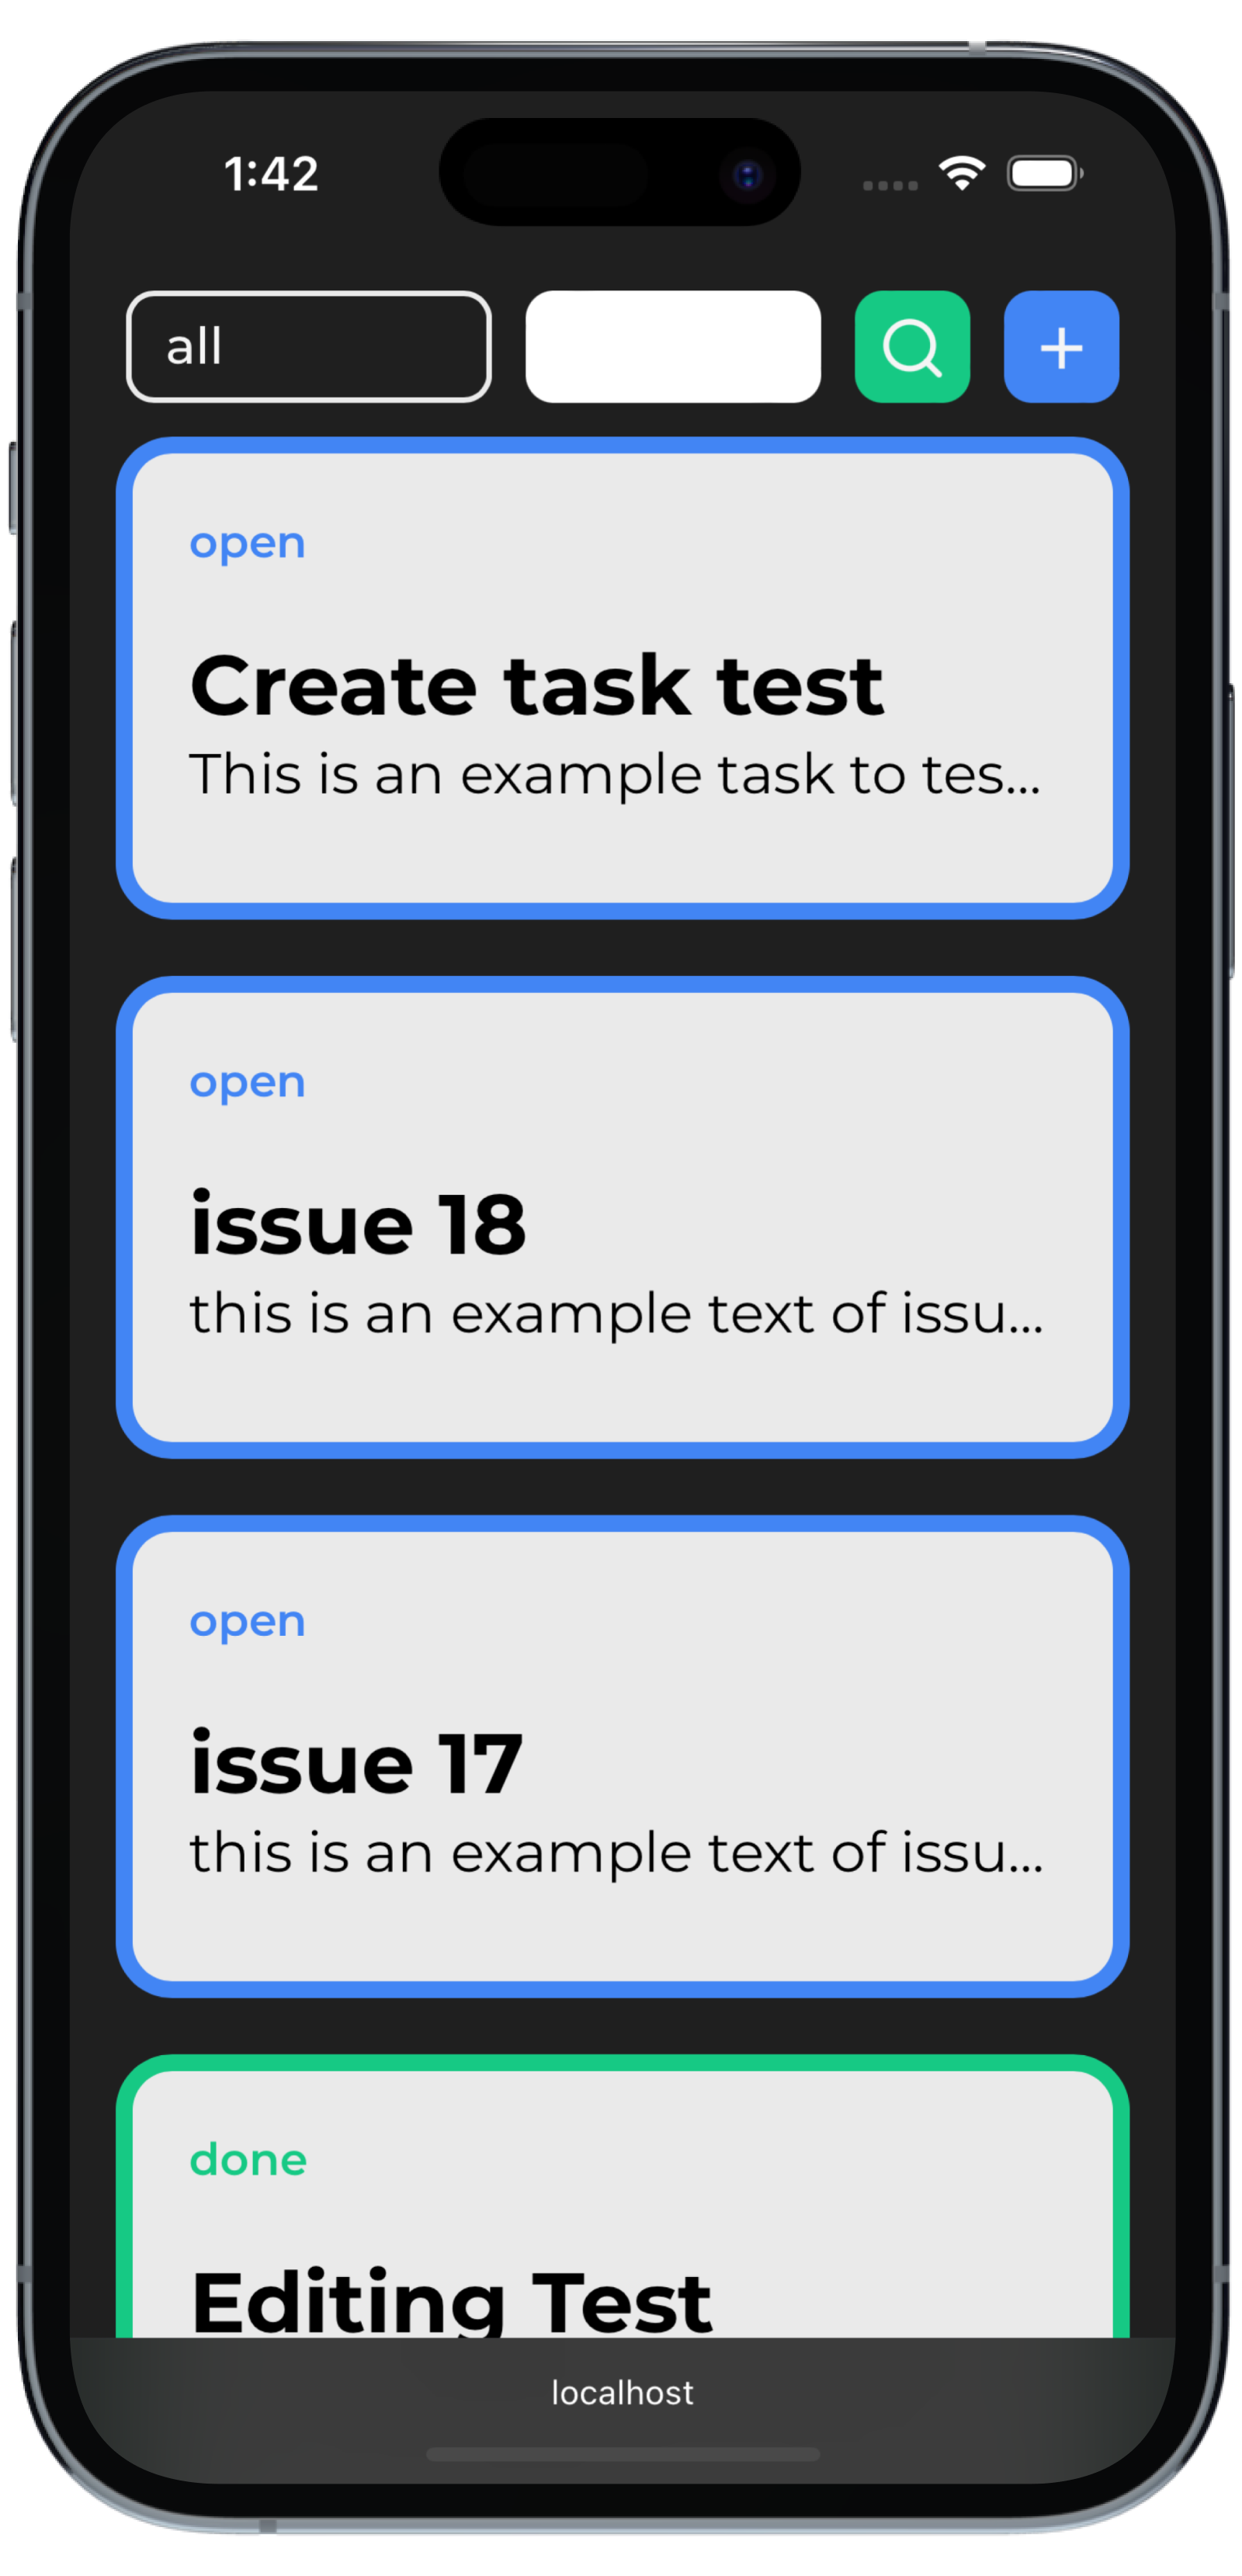 1:42
all
open
Create task test
This is an example task to tes...
open
issue 18
this is an example text of issu...
open
issue 17
this is an example text of issu...
done
Editing Test
localhost